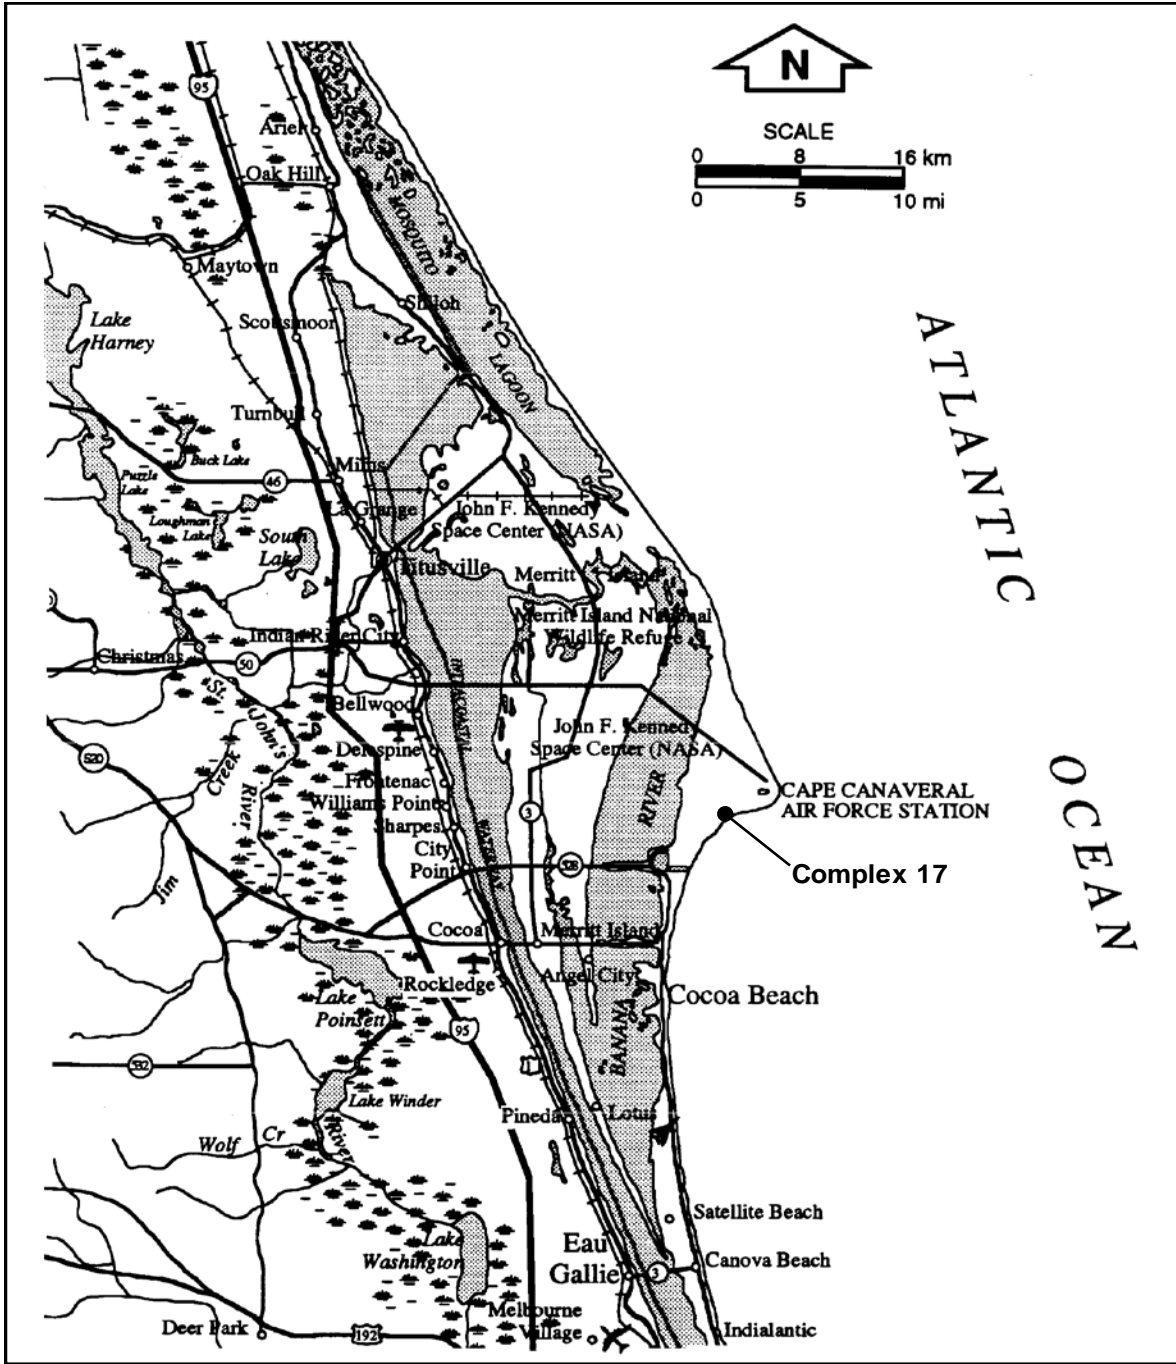 N
SCALE
0 8 16 km
0 5 10 mi
95
Ariel
Oak Hill
MOSQUITO
Maytown
Shiloh
Lake
Harney
Scottsmoor
LAGOON
ATLANTIC
Turnbull
Buck Lake
Mims
Puzzle
Lake
46
La Grange
John F. Kennedy
Space Center (NASA)
Loughman
Lake
South
Lake
Titusville
Merritt Island
Merritt Island National
Wildlife Refuge
Indian River City
Christmas
50
St.
John's
River
INTRACOASTAL
Bellwood
John F. Kennedy
Space Center (NASA)
Delespine
520
Creek
Frontenac
OCEAN
CAPE CANAVERAL
AIR FORCE STATION
Williams Point
RIVER
3
Sharpes
City
Point
WATERWAY
528
Complex 17
Jim
Cocoa
Merritt Island
Angel City
Rockledge
Cocoa Beach
Lake
Poinsett
95
BANANA
532
1
Lake Winder
Pineda
Lotus
Wolf Cr
River
Satellite Beach
Lake
Washington
Eau
Gallie
3
Canova Beach
Melbourne
Village
Deer Park
192
Indialantic